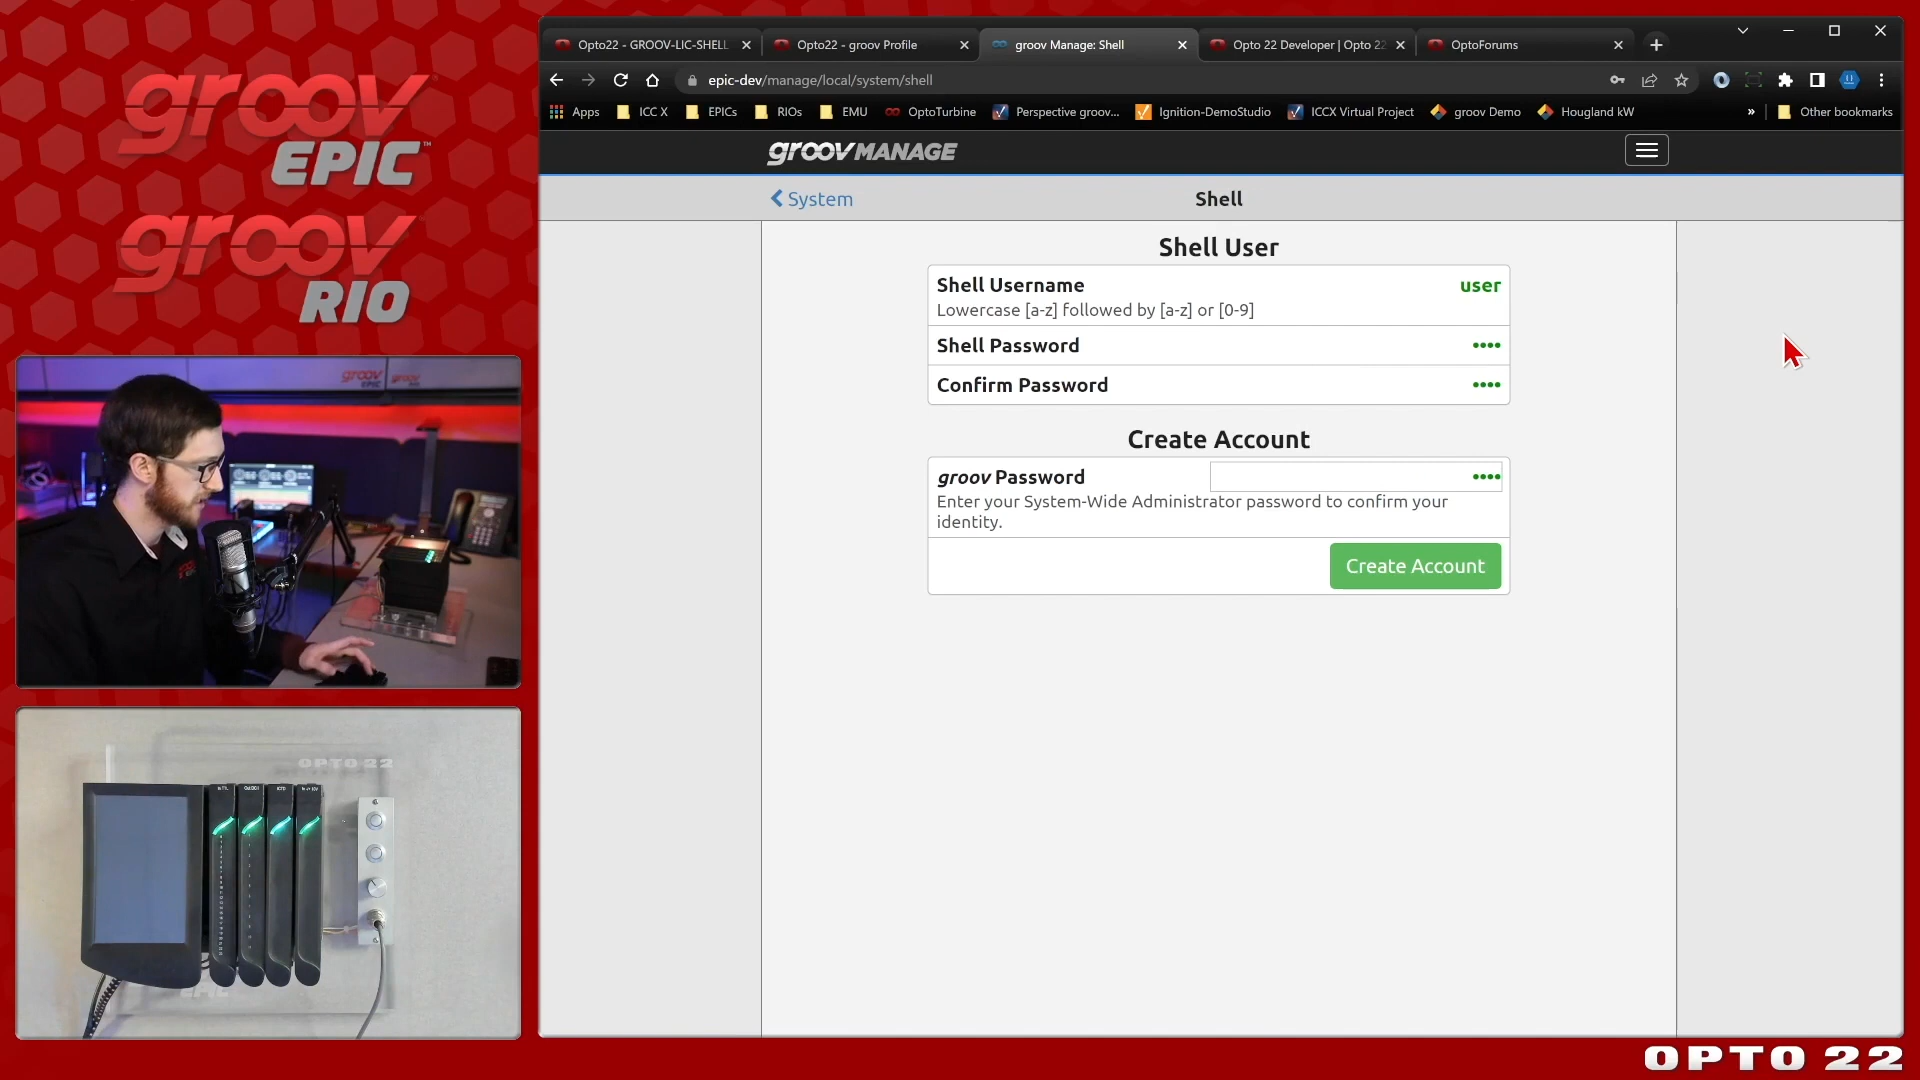 groov
EPIC™
groov
RIO
Opto22 - GROOV-LIC-SHELL
Opto22 - groov Profile
groov Manage: Shell
Opto 22 Developer | Opto 22
OptoForums
epic-dev/manage/local/system/shell
Apps
ICC X
EPICs
RIOs
EMU
OptoTurbine
Perspective groov...
Ignition-DemoStudio
ICCX Virtual Project
groov Demo
Hougland kW
»
Other bookmarks
groov MANAGE
System
Shell
Shell User
Shell Username
user
Lowercase [a-z] followed by [a-z] or [0-9]
Shell Password
••••
Confirm Password
••••
Create Account
groov Password
••••
Enter your System-Wide Administrator password to confirm your
identity.
Create Account
OPTO 22
EPIC
OPTO 22